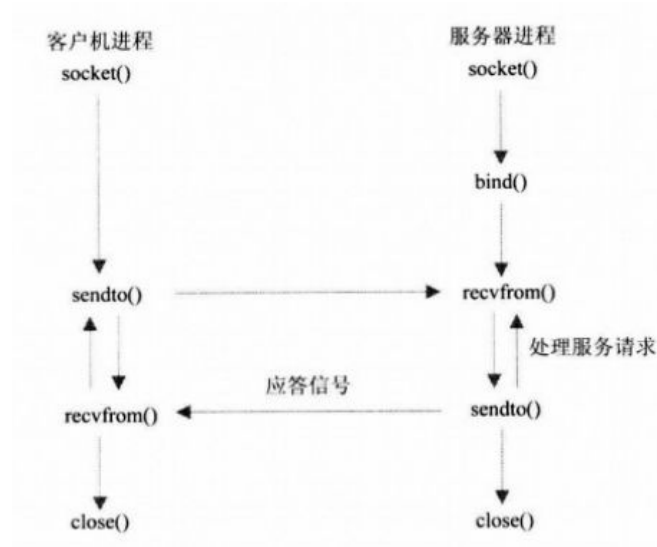 客户机进程
socket()
服务器进程
socket()
bind()
sendto()
recvfrom()
处理服务请求
应答信号
recvfrom()
sendto()
close()
close()